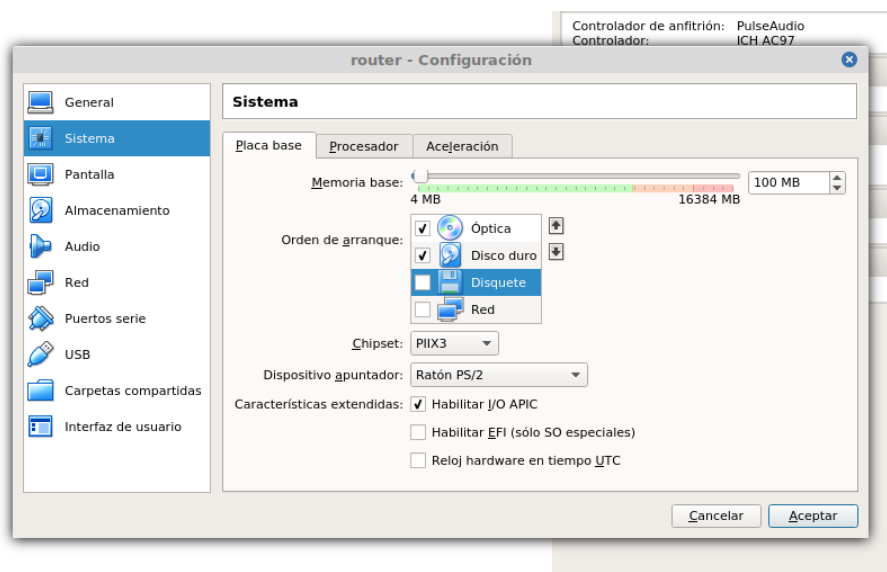 Controlador de anfitrión: PulseAudio
Controlador: ICH AC97
router - Configuración
General
Sistema
Pantalla
Almacenamiento
Audio
Red
Puertos serie
USB
Carpetas compartidas
Interfaz de usuario
Sistema
Placa base Procesador Aceleración
Memoria base: 100 MB
4 MB 16384 MB
Orden de arranque: Óptica
Disco duro
Disquete
Red
Chipset: PIIX3
Dispositivo apuntador: Ratón PS/2
Características extendidas: Habilitar I/O APIC
Habilitar EFI (sólo SO especiales)
Reloj hardware en tiempo UTC
Cancelar Aceptar